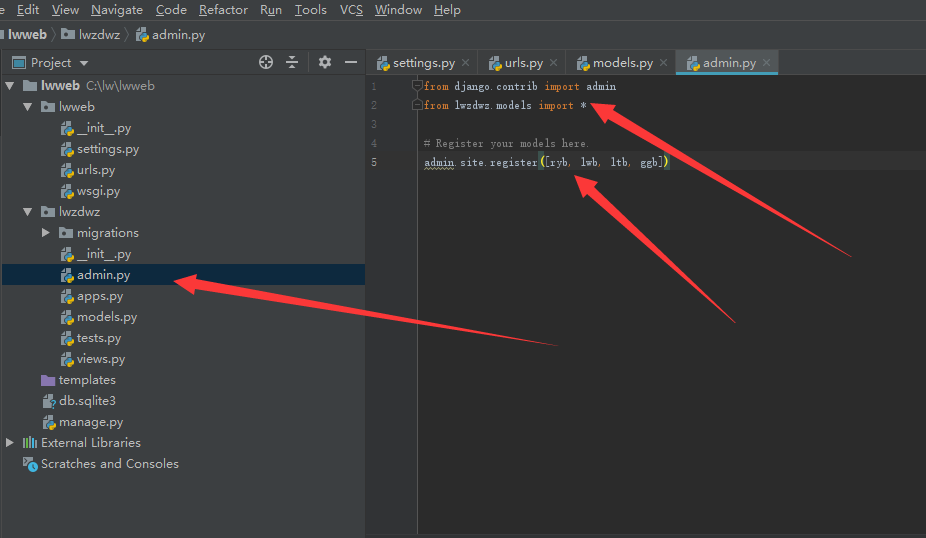 e Edit View Navigate Code Refactor Run Tools VCS Window Help
lwweb lwzdwz admin.py
Project settings.py urls.py models.py admin.py
lwweb C:\lw\lwweb
lwweb
__init__.py
settings.py
urls.py
wsgi.py
lwzdwz
migrations
__init__.py
admin.py
apps.py
models.py
tests.py
views.py
templates
db.sqlite3
manage.py
External Libraries
Scratches and Consoles
1 from django.contrib import admin
2 from lwzdwz.models import *
3
4 # Register your models here.
5 admin.site.register([ryb, lwb, ltb, ggb])